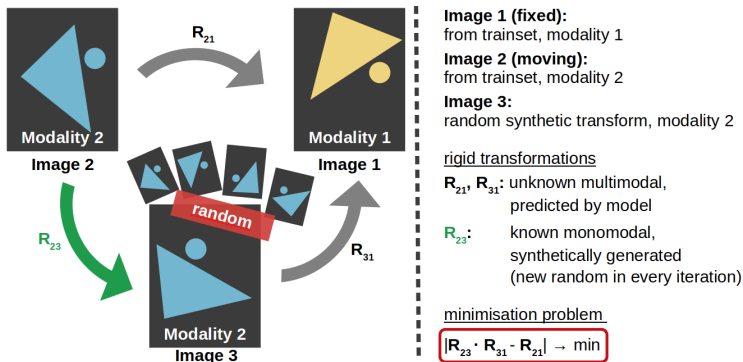 R21
Modality 2
Image 2
Modality 1
Image 1
random
R23
R31
Modality 2
Image 3
Image 1 (fixed):
from trainset, modality 1
Image 2 (moving):
from trainset, modality 2
Image 3:
random synthetic transform, modality 2
rigid transformations
R21, R31: unknown multimodal,
predicted by model
R23: known monomodal,
synthetically generated
(new random in every iteration)
minimisation problem
|R23 · R31 - R21| → min